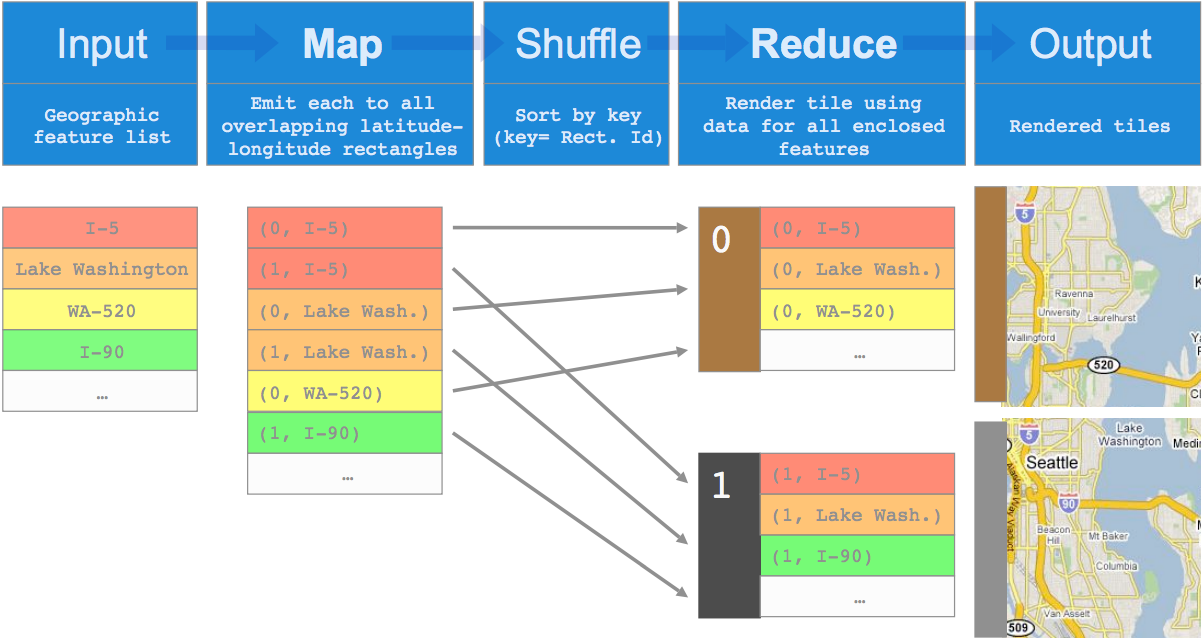 Input
Map
Shuffle
Reduce
Output
Geographic
feature list
Emit each to all
overlapping latitude-
longitude rectangles
Sort by key
(key= Rect. Id)
Render tile using
data for all enclosed
features
Rendered tiles
I-5
Lake Washington
WA-520
I-90
…
(0, I-5)
(1, I-5)
(0, Lake Wash.)
(1, Lake Wash.)
(0, WA-520)
(1, I-90)
…
0
(0, I-5)
(0, Lake Wash.)
(0, WA-520)
…
1
(1, I-5)
(1, Lake Wash.)
(1, I-90)
…
5
Ravenna
University
Laurelhurst
Wallingford
520
5
Lake
Washington
Seattle
90
Alaskan Way Viaduct
Beacon
Hill
Mt Baker
Columbia
Van Asselt
509